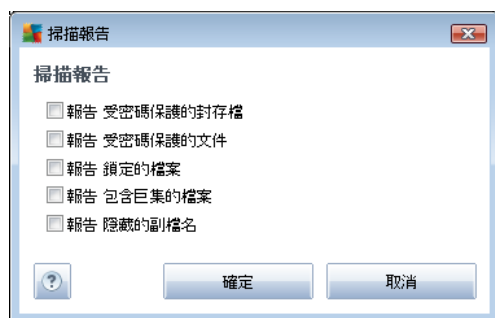 掃描報告
掃描報告
報告 受密碼保護的封存檔
報告 受密碼保護的文件
報告 鎖定的檔案
報告 包含巨集的檔案
報告 隱藏的副檔名
?
確定
取消